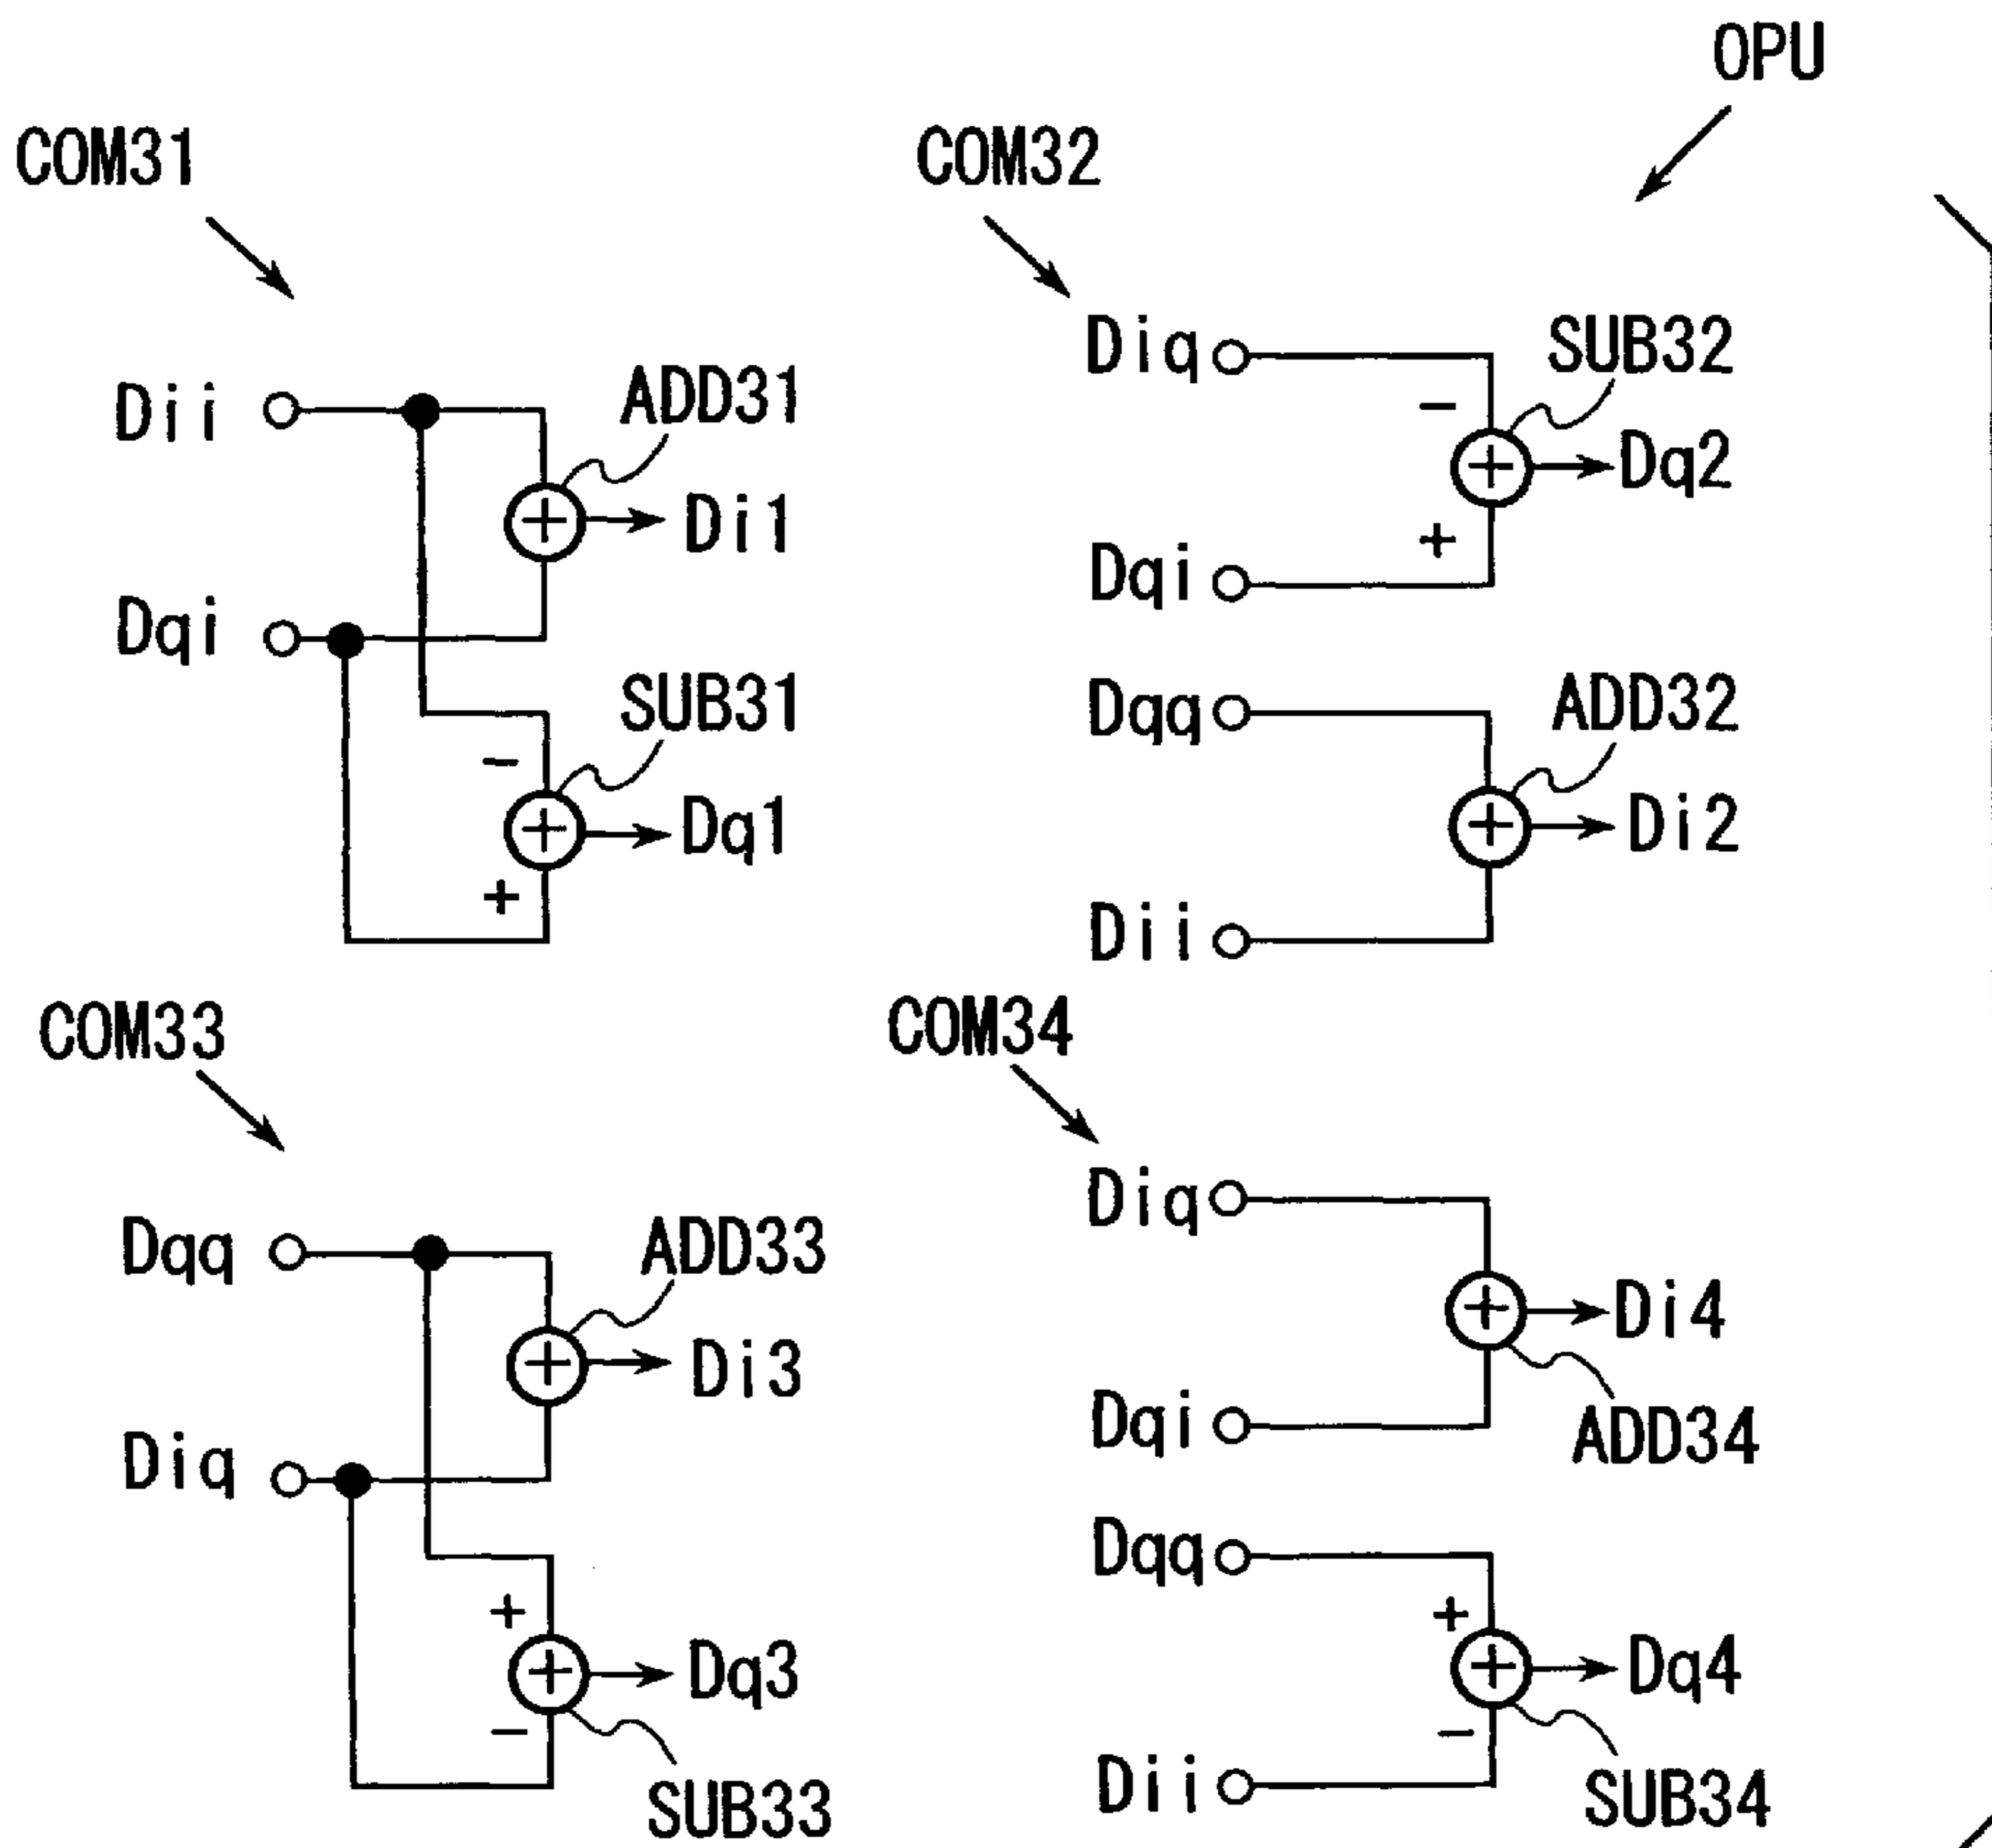 OPU
COM31
Dii
Dqi
ADD31
Di1
SUB31
−
Dq1
+
COM32
Diq
SUB32
−
Dq2
+
Dqi
Dqq
ADD32
Di2
Dii
COM33
Dqq
ADD33
Di3
Diq
+
Dq3
−
SUB33
COM34
Diq
Di4
Dqi
ADD34
Dqq
+
Dq4
−
Dii
SUB34